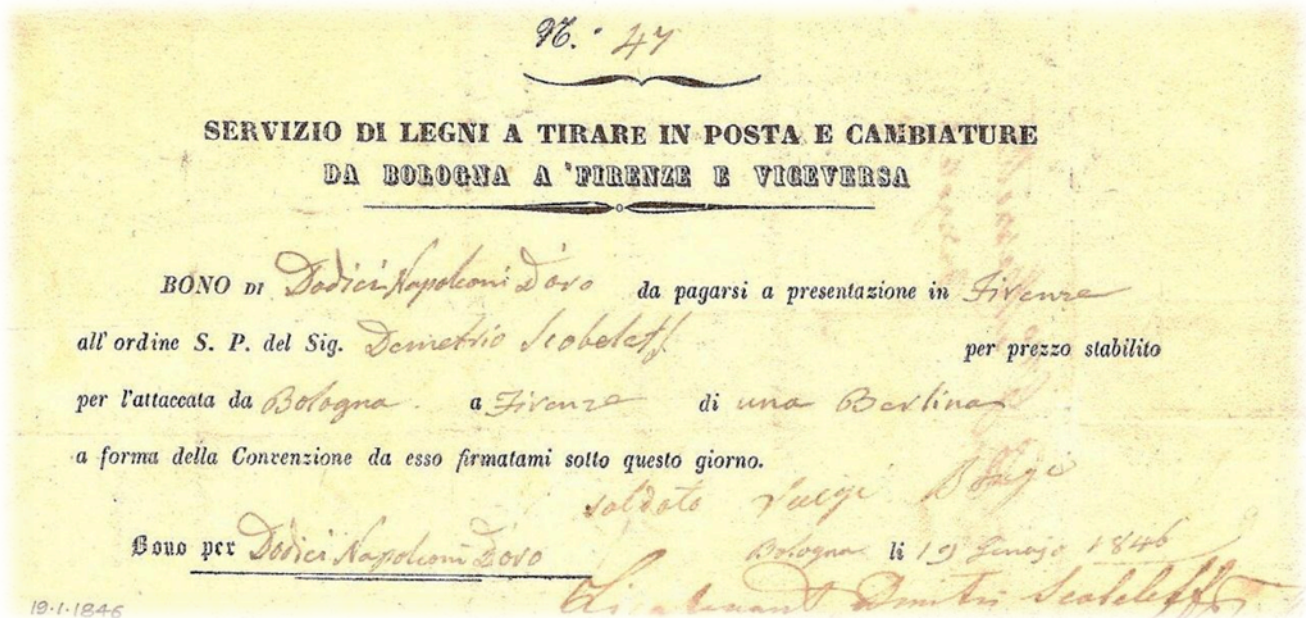 N. 47
SERVIZIO DI LEGNI A TIRARE IN POSTA E CAMBIATURE
DA BOLOGNA A FIRENZE E VICEVERSA
BONO DI Dodici Napoleoni D'oro da pagarsi a presentazione in Firenze
all'ordine S. P. del Sig. Demetrio Scobeleff per prezzo stabilito
per l'attaccata da Bologna a Firenze di una Berlina
a forma della Convenzione da esso firmatami sotto questo giorno.
saldato Luigi
Bono per Dodici Napoleoni D'oro Bologna li 19 1846
Dmitri Scobeleff
19.1.1846